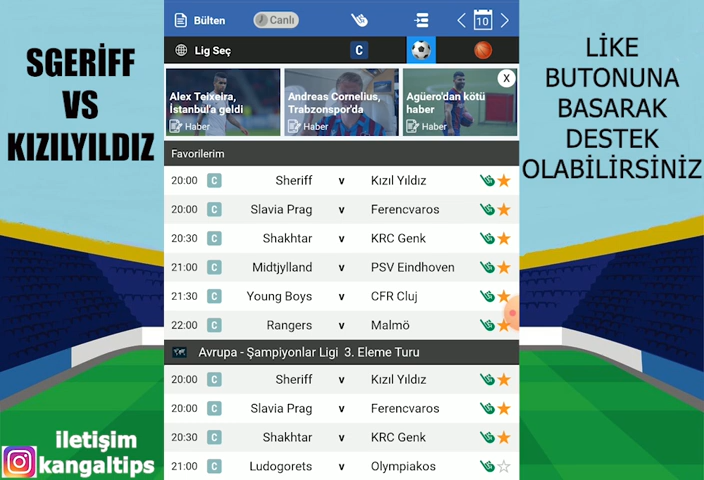 SGERİFF
VS
KIZILYILDIZ
iletişim
kangaltips
Bülten
Canlı
10
Lig Seç
C
Alex Teixeira,
İstanbul'a geldi
Haber
Andreas Cornelius,
Trabzonspor'da
Haber
Agüero'dan kötü
haber
Haber
X
Favorilerim
20:00 C Sheriff v Kızıl Yıldız
20:00 C Slavia Prag v Ferencvaros
20:30 C Shakhtar v KRC Genk
21:00 C Midtjylland v PSV Eindhoven
21:30 C Young Boys v CFR Cluj
22:00 C Rangers v Malmö
Avrupa - Şampiyonlar Ligi 3. Eleme Turu
20:00 C Sheriff v Kızıl Yıldız
20:00 C Slavia Prag v Ferencvaros
20:30 C Shakhtar v KRC Genk
21:00 C Ludogorets v Olympiakos
LİKE
BUTONUNA
BASARAK
DESTEK
OLABİLİRSİNİZ